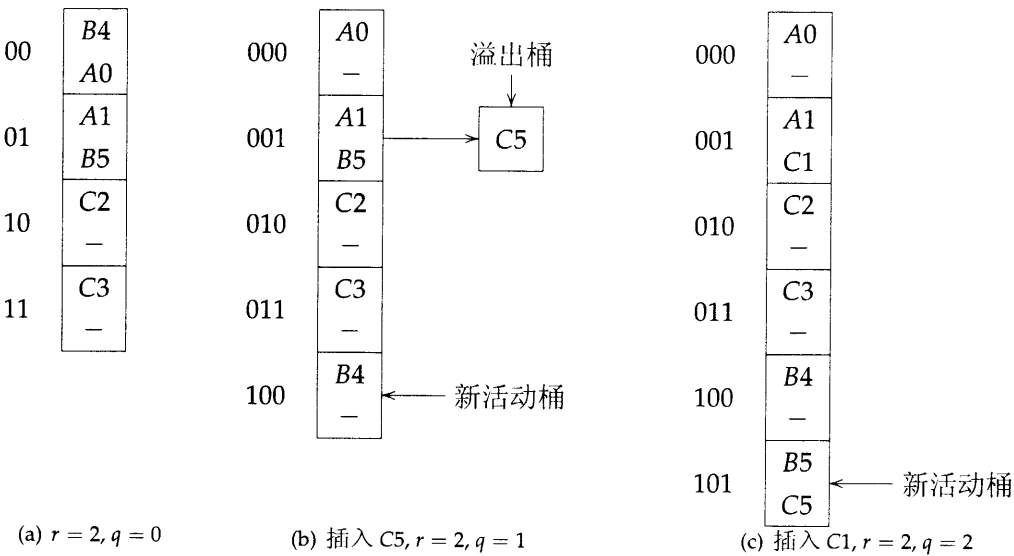 00
B4
A0
01
A1
B5
10
C2
–
11
C3
–
(a) r = 2, q = 0
000
A0
–
001
A1
B5
溢出桶
C5
010
C2
–
011
C3
–
100
B4
–
新活动桶
(b) 插入 C5, r = 2, q = 1
000
A0
–
001
A1
C1
010
C2
–
011
C3
–
100
B4
–
101
B5
C5
新活动桶
(c) 插入 C1, r = 2, q = 2